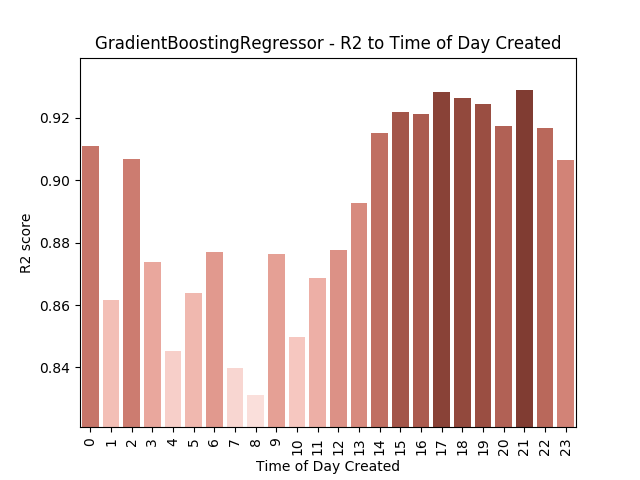 GradientBoostingRegressor - R2 to Time of Day Created
R2 score
0.92
0.90
0.88
0.86
0.84
0 1 2 3 4 5 6 7 8 9 10 11 12 13 14 15 16 17 18 19 20 21 22 23
Time of Day Created